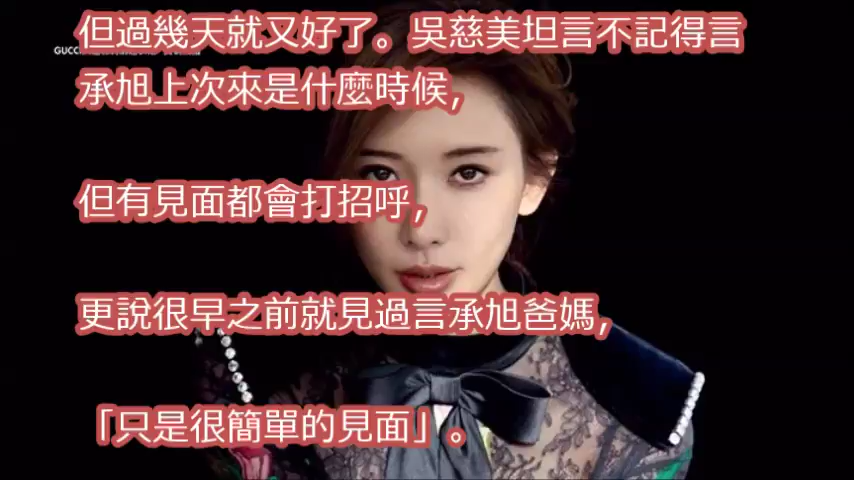 但過幾天就又好了。吳慈美坦言不記得言
GUCCI
承旭上次來是什麼時候，
但有見面都會打招呼，
更說很早之前就見過言承旭爸媽，
「只是很簡單的見面」。